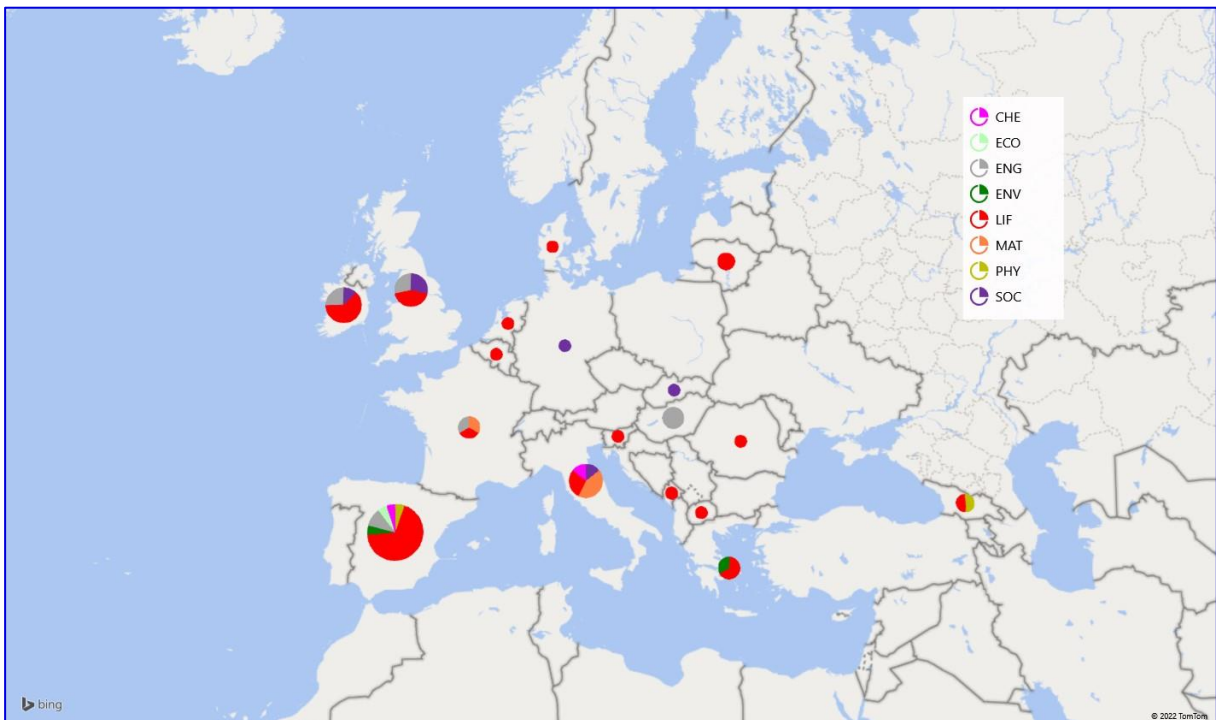 CHE
ECO
ENG
ENV
LIF
MAT
PHY
SOC
bing
© 2022 TomTom